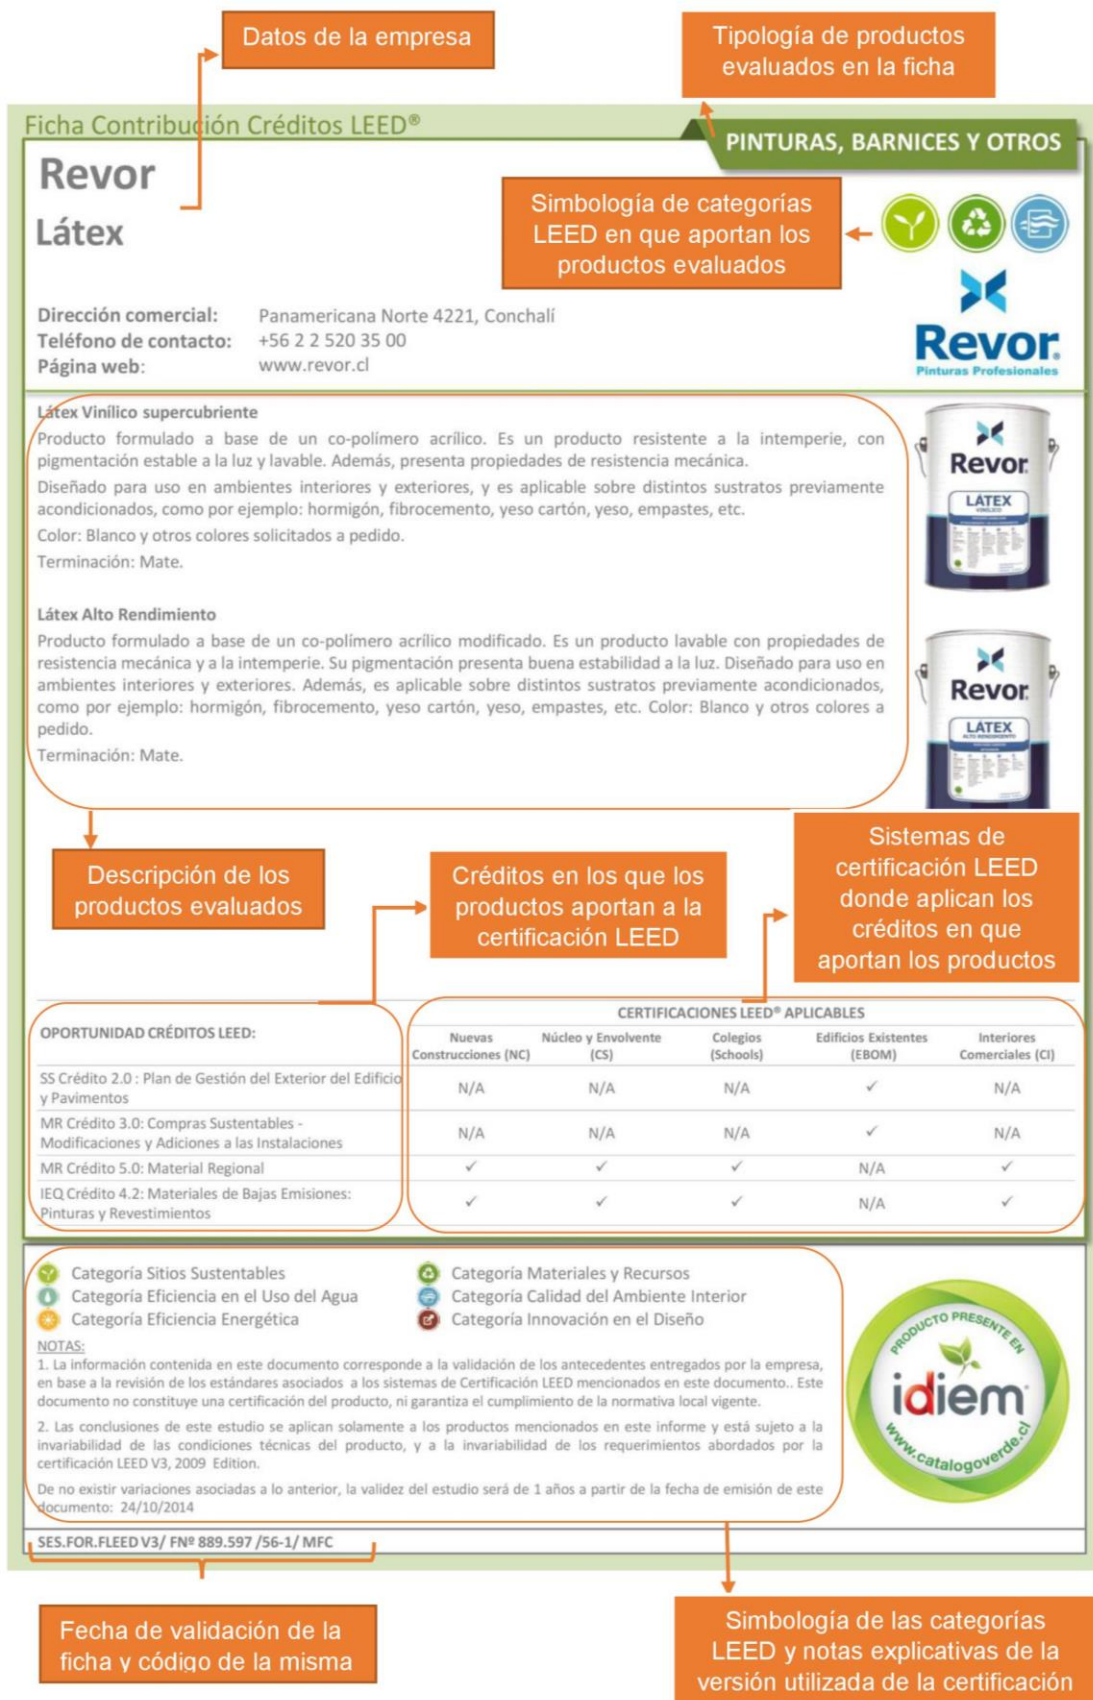 Datos de la empresa
Tipología de productos
evaluados en la ficha
Ficha Contribución Créditos LEED®
PINTURAS, BARNICES Y OTROS
Revor
Látex
Simbología de categorías
LEED en que aportan los
productos evaluados
Dirección comercial: Panamericana Norte 4221, Conchalí
Teléfono de contacto: +56 2 2 520 35 00
Página web: www.revor.cl
Revor
Pinturas Profesionales
Látex Vinílico supercubriente
Producto formulado a base de un co-polímero acrílico. Es un producto resistente a la intemperie, con
pigmentación estable a la luz y lavable. Además, presenta propiedades de resistencia mecánica.
Diseñado para uso en ambientes interiores y exteriores, y es aplicable sobre distintos sustratos previamente
acondicionados, como por ejemplo: hormigón, fibrocemento, yeso cartón, yeso, empastes, etc.
Color: Blanco y otros colores solicitados a pedido.
Terminación: Mate.
Revor
LATEX
VINÍLICO
Látex Alto Rendimiento
Producto formulado a base de un co-polímero acrílico modificado. Es un producto lavable con propiedades de
resistencia mecánica y a la intemperie. Su pigmentación presenta buena estabilidad a la luz. Diseñado para uso en
ambientes interiores y exteriores. Además, es aplicable sobre distintos sustratos previamente acondicionados,
como por ejemplo: hormigón, fibrocemento, yeso cartón, yeso, empastes, etc. Color: Blanco y otros colores a
pedido.
Terminación: Mate.
Revor
LATEX
ALTO RENDIMIENTO
Descripción de los
productos evaluados
Créditos en los que los
productos aportan a la
certificación LEED
Sistemas de
certificación LEED
donde aplican los
créditos en que
aportan los productos
CERTIFICACIONES LEED® APLICABLES
OPORTUNIDAD CRÉDITOS LEED: Nuevas Construcciones (NC) Núcleo y Envolvente (CS) Colegios (Schools) Edificios Existentes (EBOM) Interiores Comerciales (CI)
SS Crédito 2.0 : Plan de Gestión del Exterior del Edificio
y Pavimentos N/A N/A N/A ✓ N/A
MR Crédito 3.0: Compras Sustentables -
Modificaciones y Adiciones a las Instalaciones N/A N/A N/A ✓ N/A
MR Crédito 5.0: Material Regional ✓ ✓ ✓ N/A ✓
IEQ Crédito 4.2: Materiales de Bajas Emisiones:
Pinturas y Revestimientos ✓ ✓ ✓ N/A ✓
Categoría Sitios Sustentables Categoría Materiales y Recursos
Categoría Eficiencia en el Uso del Agua Categoría Calidad del Ambiente Interior
Categoría Eficiencia Energética Categoría Innovación en el Diseño
NOTAS:
1. La información contenida en este documento corresponde a la validación de los antecedentes entregados por la empresa,
en base a la revisión de los estándares asociados a los sistemas de Certificación LEED mencionados en este documento.. Este
documento no constituye una certificación del producto, ni garantiza el cumplimiento de la normativa local vigente.
2. Las conclusiones de este estudio se aplican solamente a los productos mencionados en este informe y está sujeto a la
invariabilidad de las condiciones técnicas del producto, y a la invariabilidad de los requerimientos abordados por la
certificación LEED V3, 2009 Edition.
De no existir variaciones asociadas a lo anterior, la validez del estudio será de 1 años a partir de la fecha de emisión de este
documento: 24/10/2014
PRODUCTO PRESENTE EN
idiem
www.catalogoverde.cl
SES.FOR.FLEED V3/ FNº 889.597 /56-1/ MFC
Fecha de validación de la
ficha y código de la misma
Simbología de las categorías
LEED y notas explicativas de la
versión utilizada de la certificación